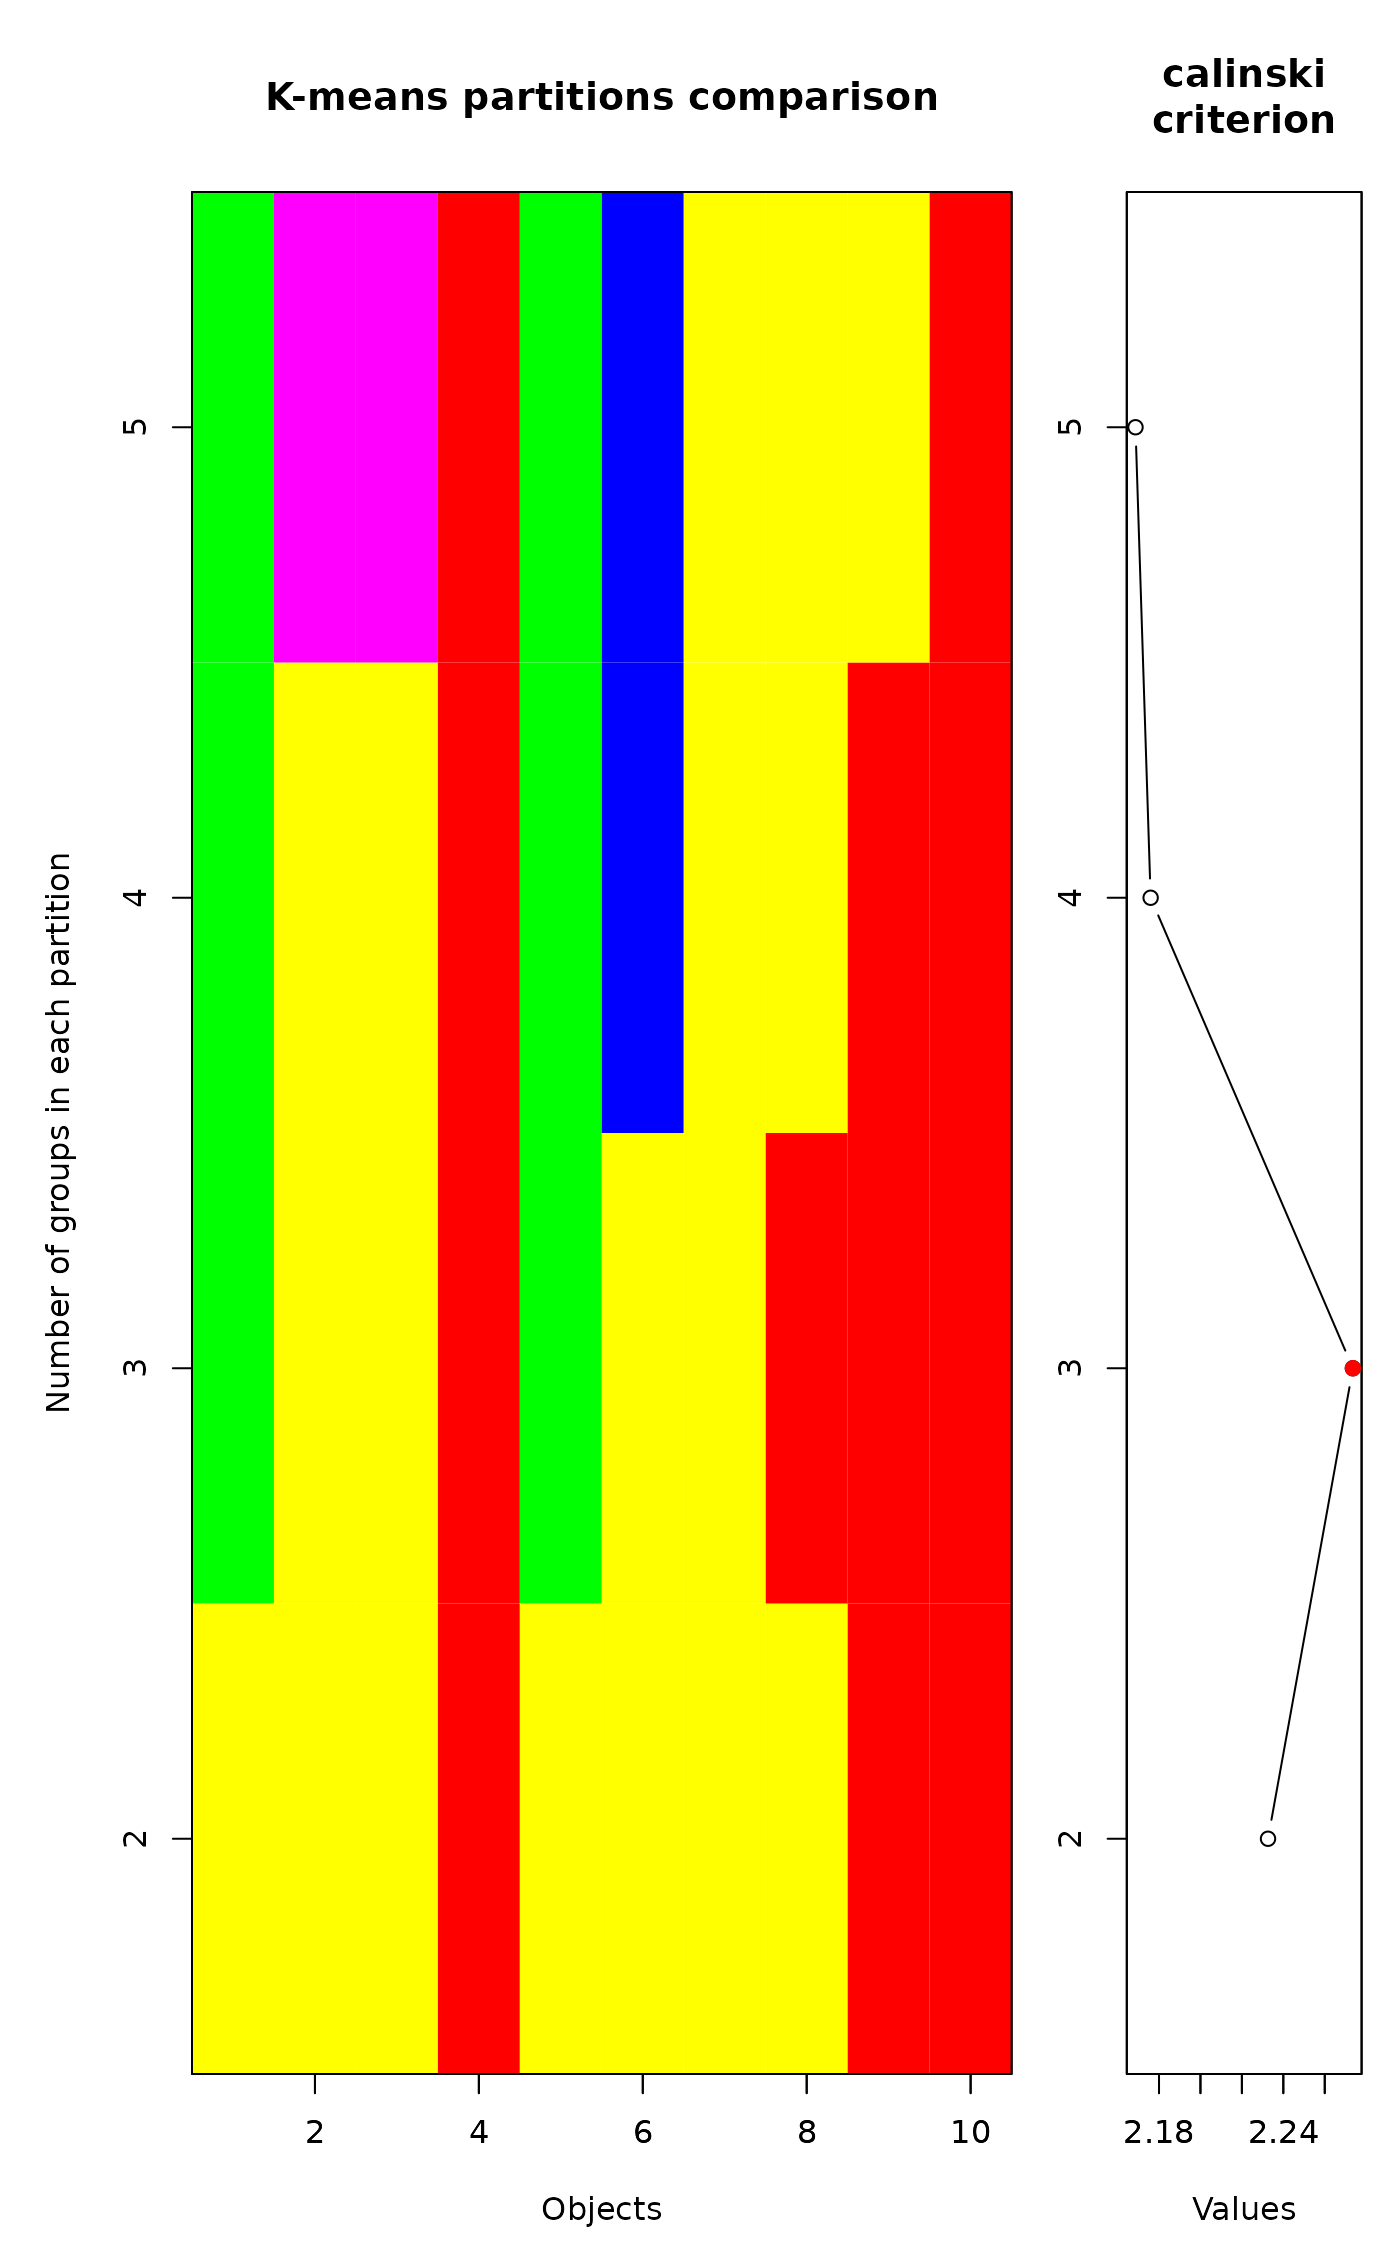 K-means partitions comparison
calinski
criterion
Number of groups in each partition
5
4
3
2
5
4
3
2
2 4 6 8 10
2.18 2.24
Objects
Values